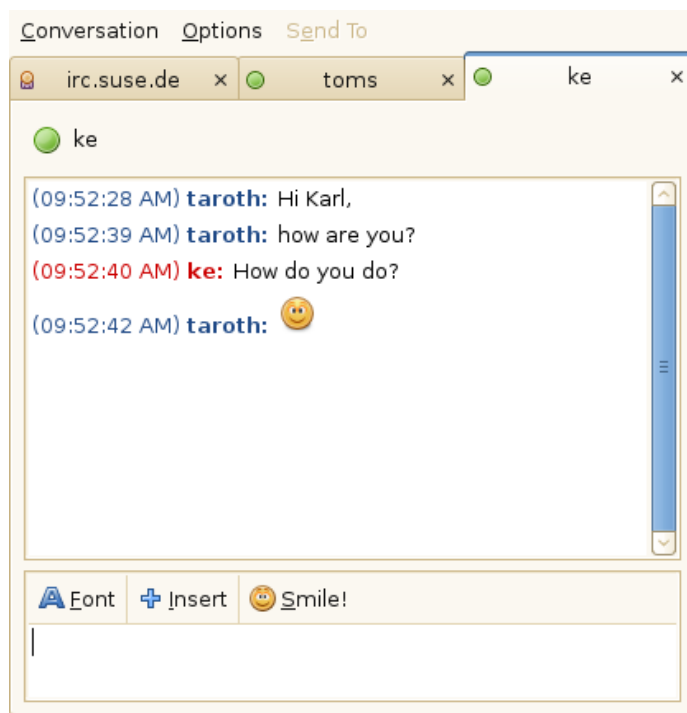 Conversation Options Send To
irc.suse.de toms ke
ke
(09:52:28 AM) taroth: Hi Karl,
(09:52:39 AM) taroth: how are you?
(09:52:40 AM) ke: How do you do?
(09:52:42 AM) taroth:
Font Insert Smile!